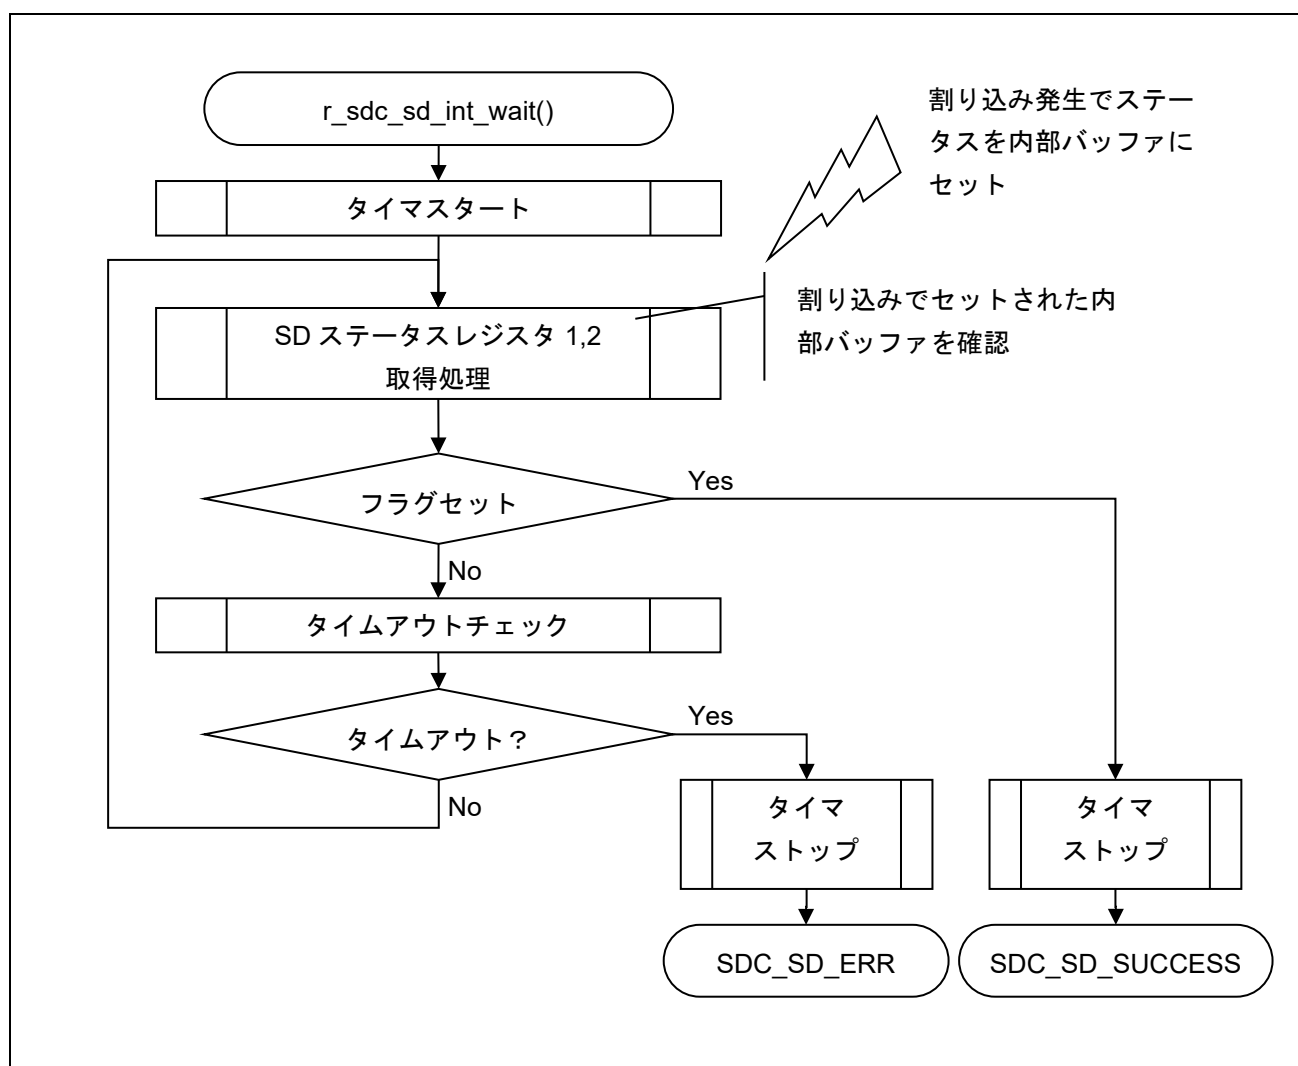 r_sdc_sd_int_wait()
割り込み発生でステー
タスを内部バッファに
セット
タイマスタート
割り込みでセットされた内
部バッファを確認
SD ステータスレジスタ 1,2
取得処理
フラグセット
Yes
No
タイムアウトチェック
タイムアウト？
Yes
No
タイマ
ストップ
タイマ
ストップ
SDC_SD_ERR
SDC_SD_SUCCESS